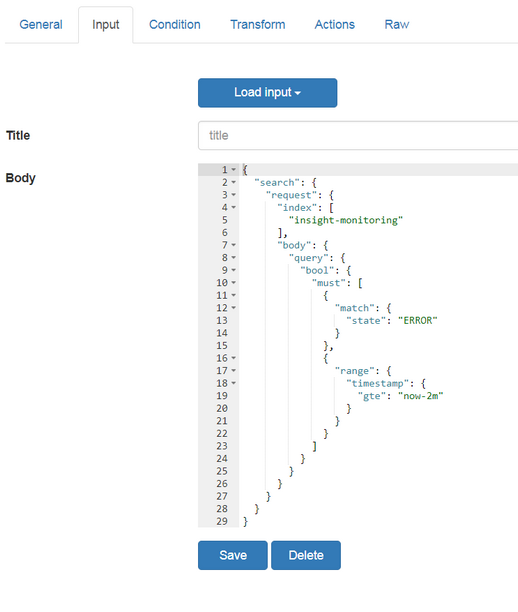 General Input Condition Transform Actions Raw
Load input
Title title
Body
1 {
2 "search": {
3 "request": {
4 "index": [
5 "insight-monitoring"
6 ],
7 "body": {
8 "query": {
9 "bool": {
10 "must": [
11 {
12 "match": {
13 "state": "ERROR"
14 }
15 },
16 {
17 "range": {
18 "timestamp": {
19 "gte": "now-2m"
20 }
21 }
22 }
23 ]
24 }
25 }
26 }
27 }
28 }
29 }
Save Delete